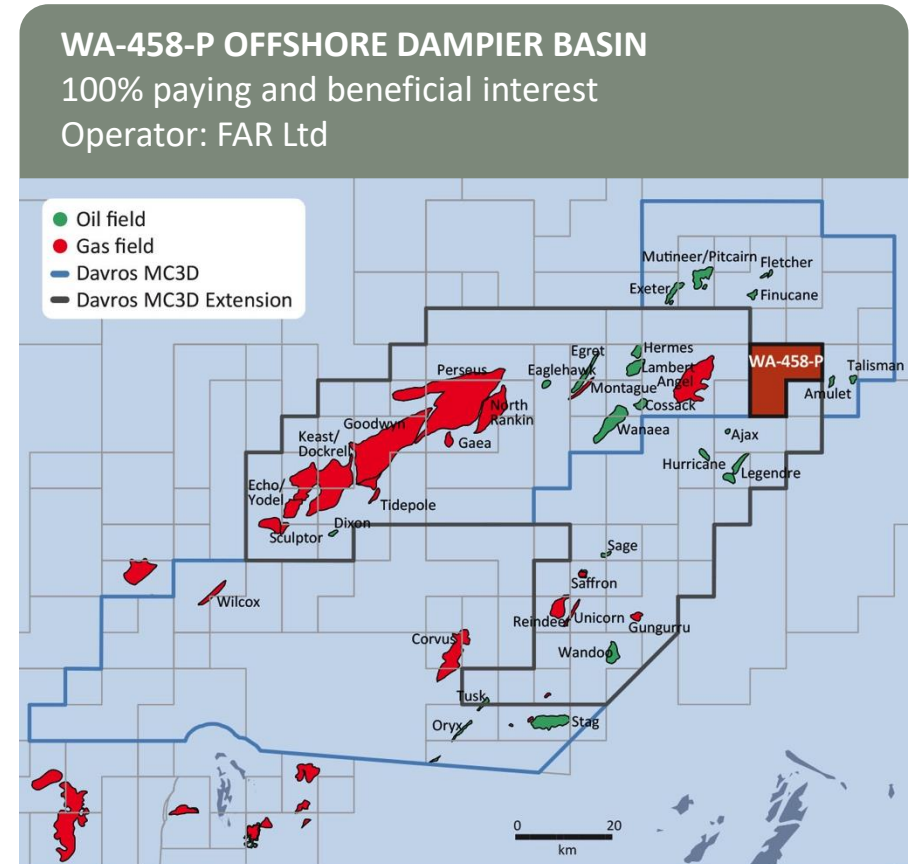 WA-458-P OFFSHORE DAMPIER BASIN
100% paying and beneficial interest
Operator: FAR Ltd
Oil field
Gas field
Davros MC3D
Davros MC3D Extension
Mutineer/Pitcairn
Fletcher
Exeter
Finucane
Egret
Hermes
WA-458-P
Perseus
Eaglehawk
Lambert
Talisman
Montague
Angel
Amulet
North
Rankin
Cossack
Goodwyn
Wanaea
Ajax
Keast/
Dockrell
Gaea
Hurricane
Legendre
Echo/
Yodel
Tidepole
Dixon
Sculptor
Sage
Saffron
Wilcox
Reindeer
Unicorn
Gungurru
Corvus
Wandoo
Tusk
Oryx
Stag
0
20
km